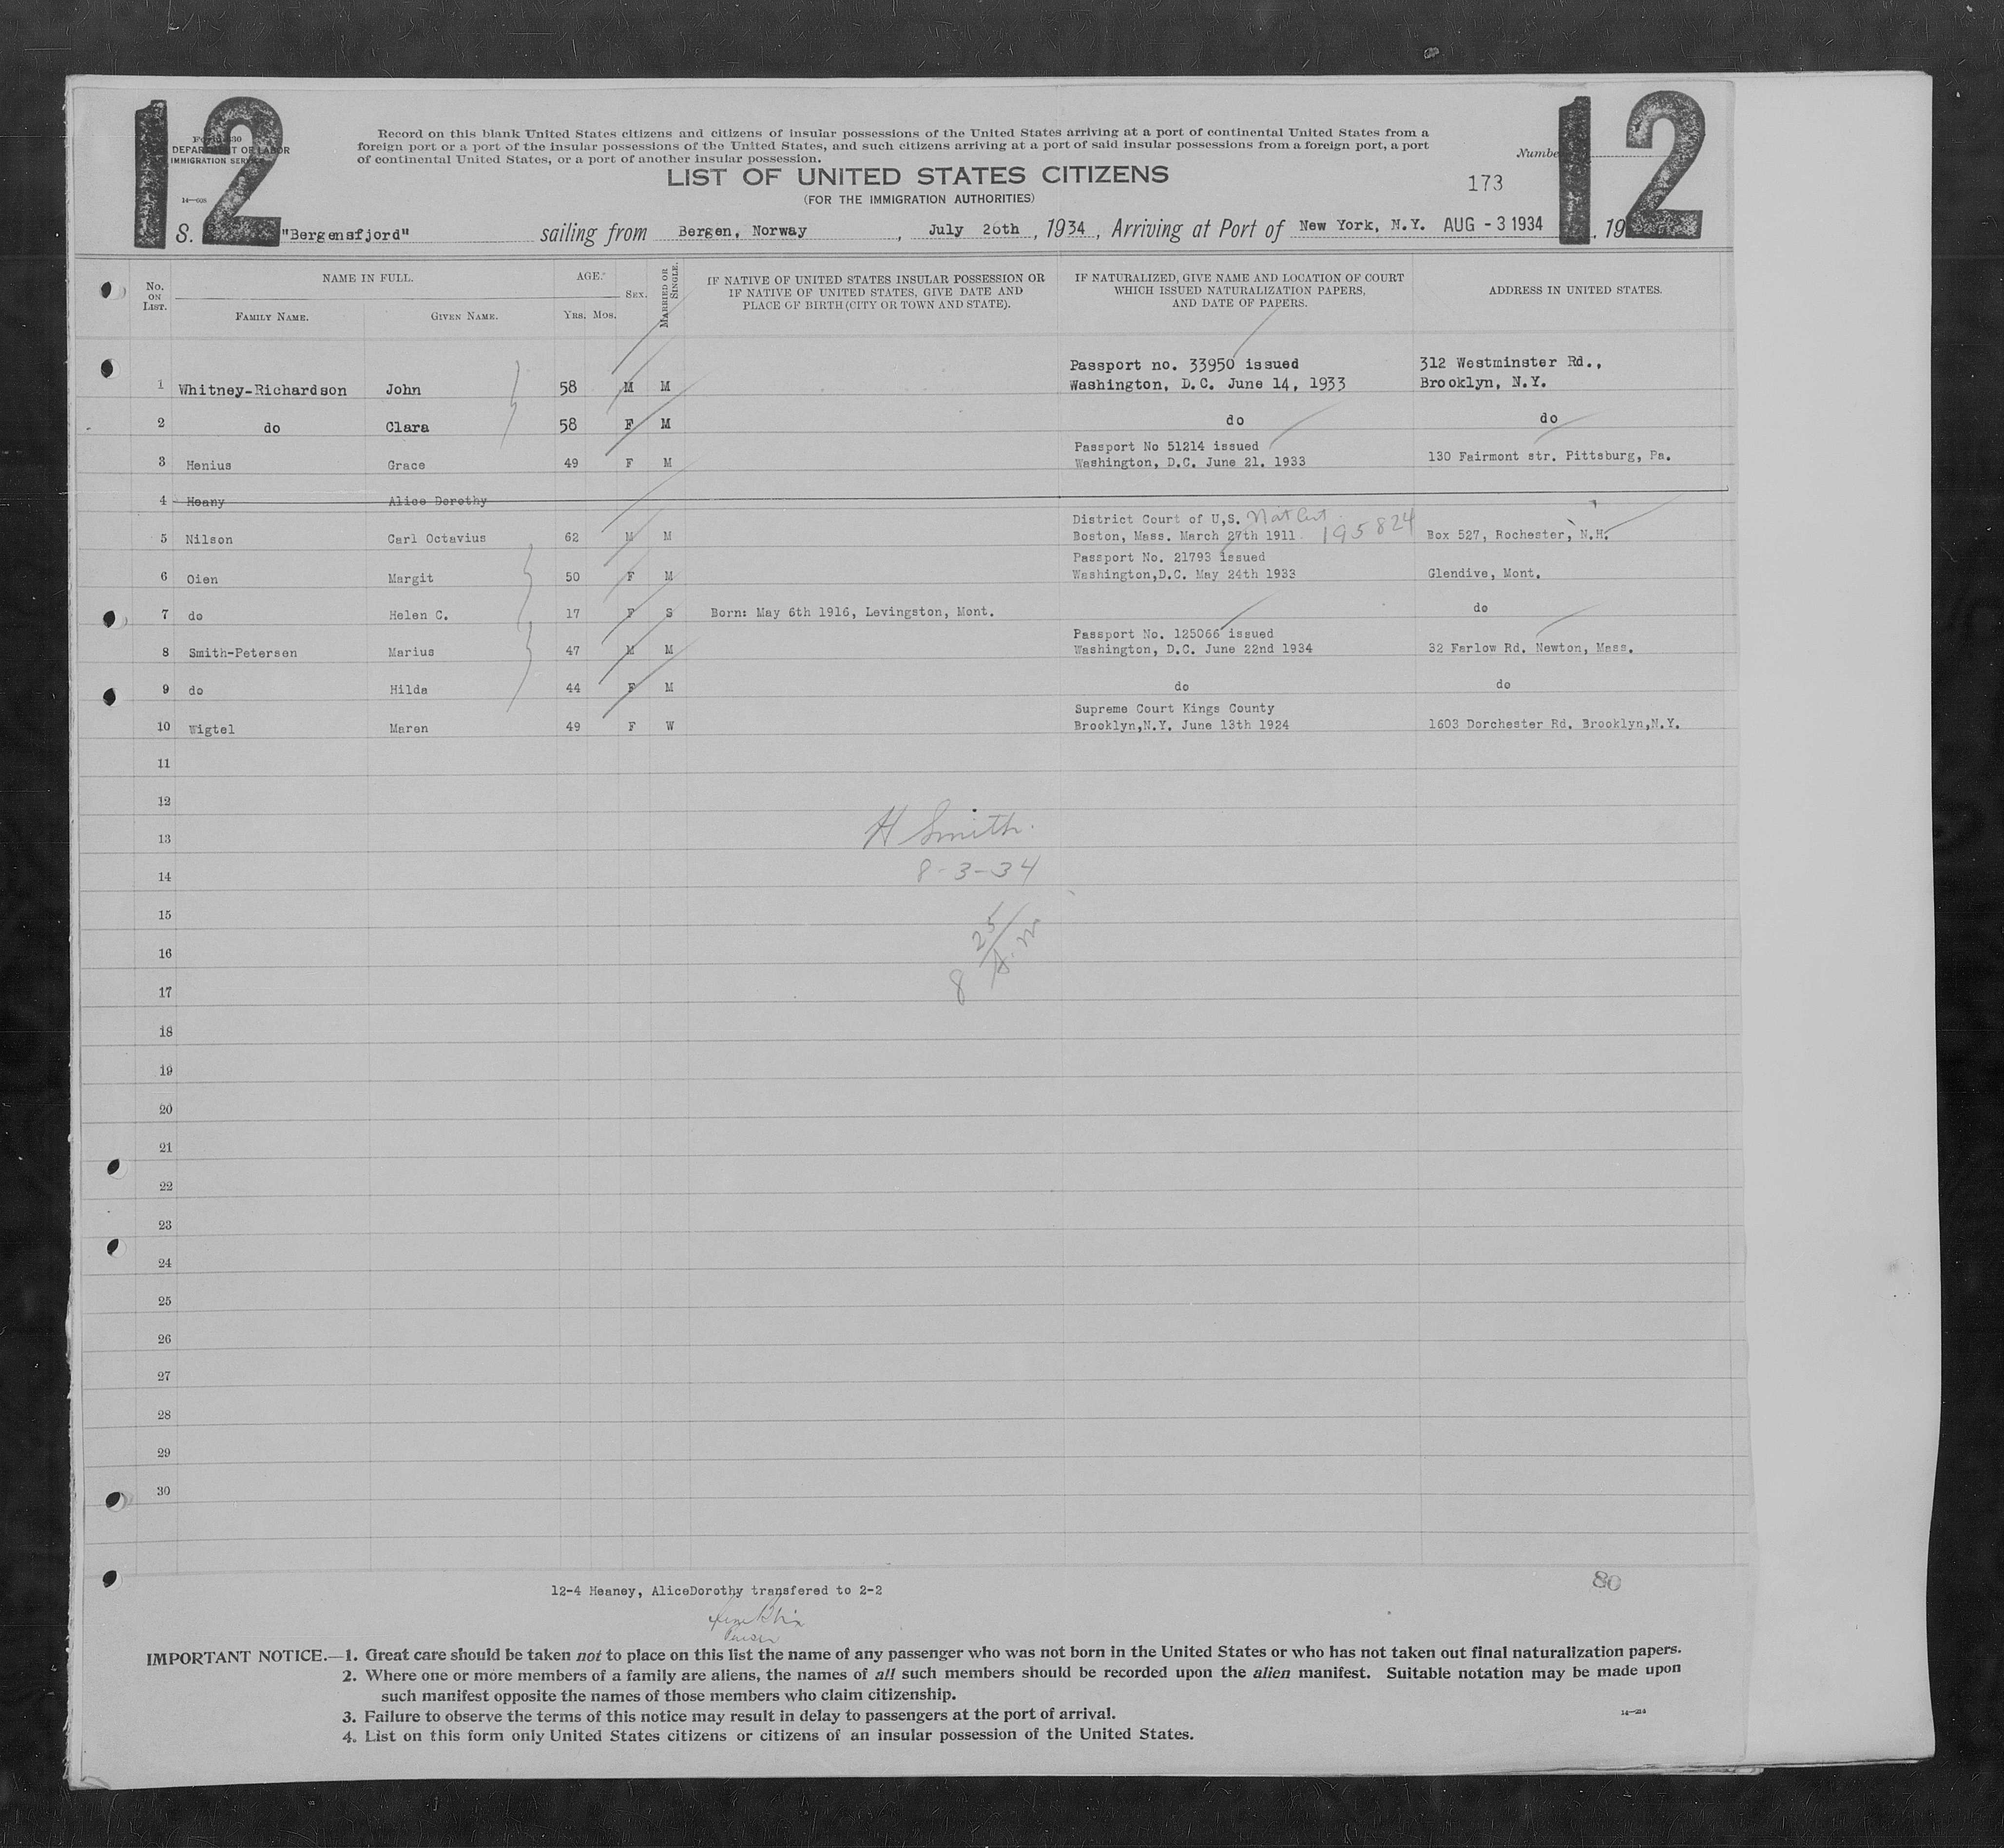 12 12
DEPARTMENT OF LABOR
IMMIGRATION SERVICE
Record on this blank United States citizens and citizens of insular possessions of the United States arriving at a port of continental United States from a
foreign port or a port of the insular possessions of the United States, and such citizens arriving at a port of said insular possessions from a foreign port, a port
of continental United States, or a port of another insular possession.
LIST OF UNITED STATES CITIZENS
(FOR THE IMMIGRATION AUTHORITIES)
173
S. "Bergensfjord" sailing from Bergen, Norway, July 26th, 1934, Arriving at Port of New York, N.Y. AUG - 3 1934, 19
No. ON LIST. NAME IN FULL. FAMILY NAME. GIVEN NAME. AGE. YRS. MOS. SEX. MARRIED OR SINGLE. IF NATIVE OF UNITED STATES INSULAR POSSESSION OR IF NATIVE OF UNITED STATES, GIVE DATE AND PLACE OF BIRTH (CITY OR TOWN AND STATE). IF NATURALIZED, GIVE NAME AND LOCATION OF COURT WHICH ISSUED NATURALIZATION PAPERS, AND DATE OF PAPERS. ADDRESS IN UNITED STATES.
Passport no. 33950 issued 312 Westminster Rd.,
1 Whitney-Richardson John 58 M M Washington, D.C. June 14, 1933 Brooklyn, N.Y.
2 do Clara 58 F M do do
Passport No 51214 issued
3 Henius Grace 49 F M Washington, D.C. June 21. 1933 130 Fairmont str. Pittsburg, Pa.
4 Heany Alice Dorothy
District Court of U,S. Nat Cert
5 Nilson Carl Octavius 62 M M Boston, Mass. March 27th 1911. 195824 Box 527, Rochester, N.H.
Passport No. 21793 issued
6 Oien Margit 50 F M Washington,D.C. May 24th 1933 Glendive, Mont.
7 do Helen C. 17 F S Born: May 6th 1916, Levingston, Mont. do
Passport No. 125066 issued
8 Smith-Petersen Marius 47 M M Washington, D.C. June 22nd 1934 32 Farlow Rd. Newton, Mass.
9 do Hilda 44 F M do do
Supreme Court Kings County
10 Wigtel Maren 49 F W Brooklyn,N.Y. June 13th 1924 1603 Dorchester Rd. Brooklyn,N.Y.
11
12
13 H Smith.
14 8-3-34
15
16
17
18
19
20
21
22
23
24
25
26
27
28
29
30
12-4 Heaney, AliceDorothy transfered to 2-2
80
IMPORTANT NOTICE.—1. Great care should be taken not to place on this list the name of any passenger who was not born in the United States or who has not taken out final naturalization papers.
2. Where one or more members of a family are aliens, the names of all such members should be recorded upon the alien manifest. Suitable notation may be made upon
such manifest opposite the names of those members who claim citizenship.
3. Failure to observe the terms of this notice may result in delay to passengers at the port of arrival.
4. List on this form only United States citizens or citizens of an insular possession of the United States.